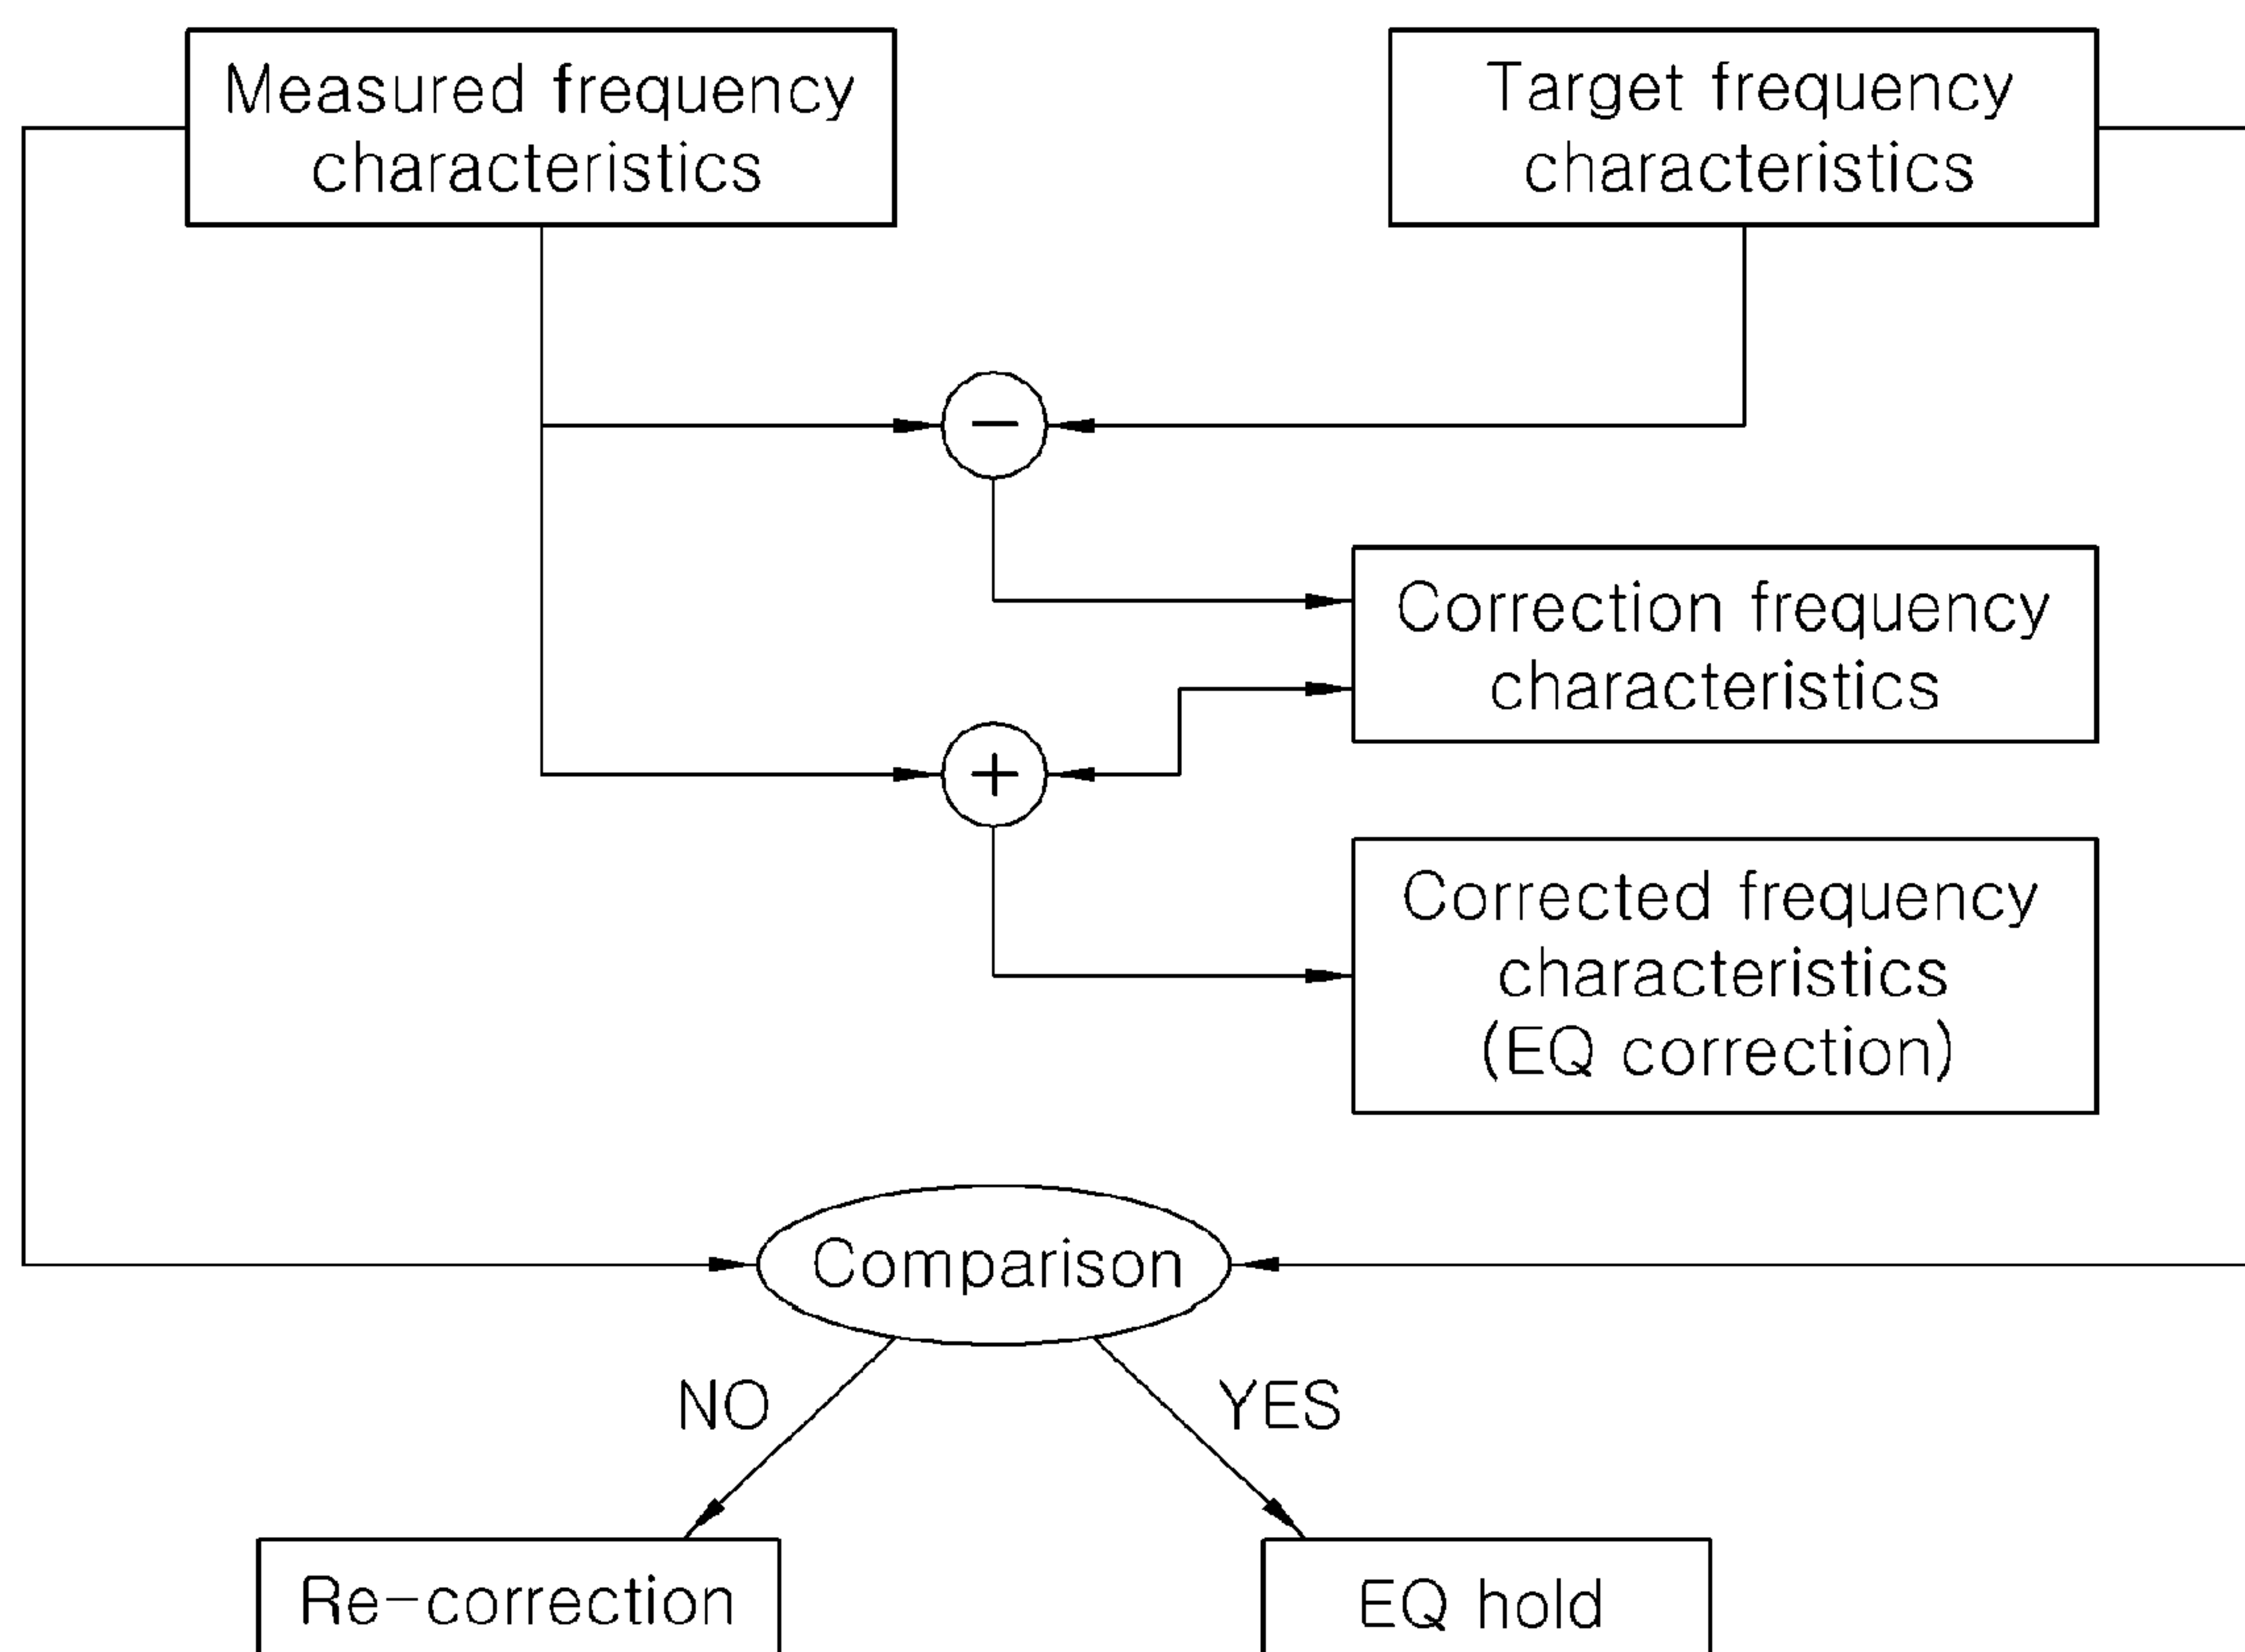 Measured frequency
characteristics
Target frequency
characteristics
−
Correction frequency
characteristics
+
Corrected frequency
characteristics
(EQ correction)
Comparison
NO
YES
Re-correction
EQ hold